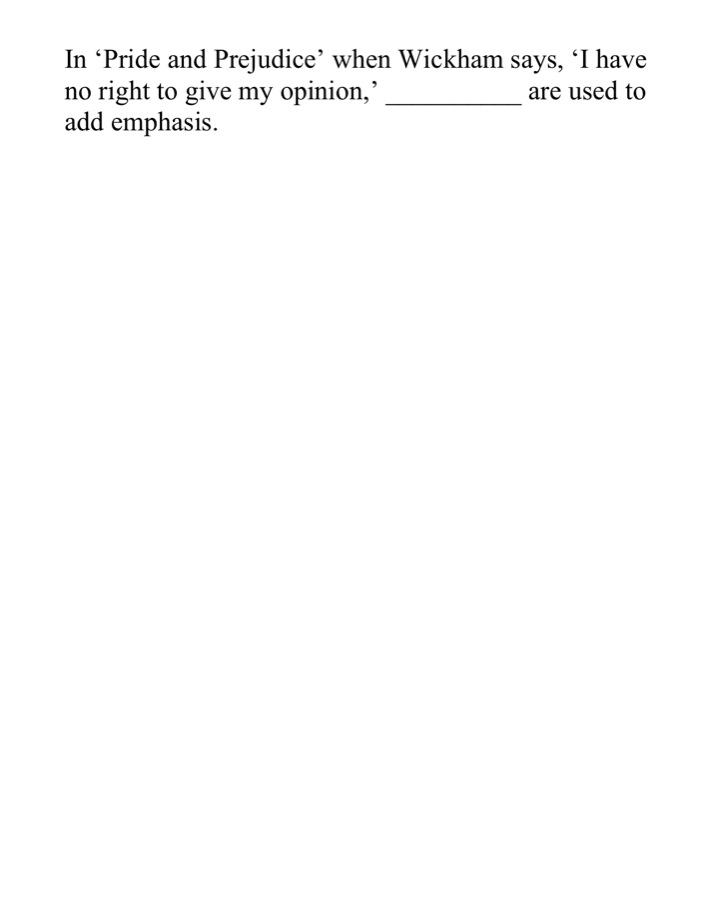 In ‘Pride and Prejudice’ when Wickham says, ‘I have
no right to give my opinion,’ __________ are used to
add emphasis.